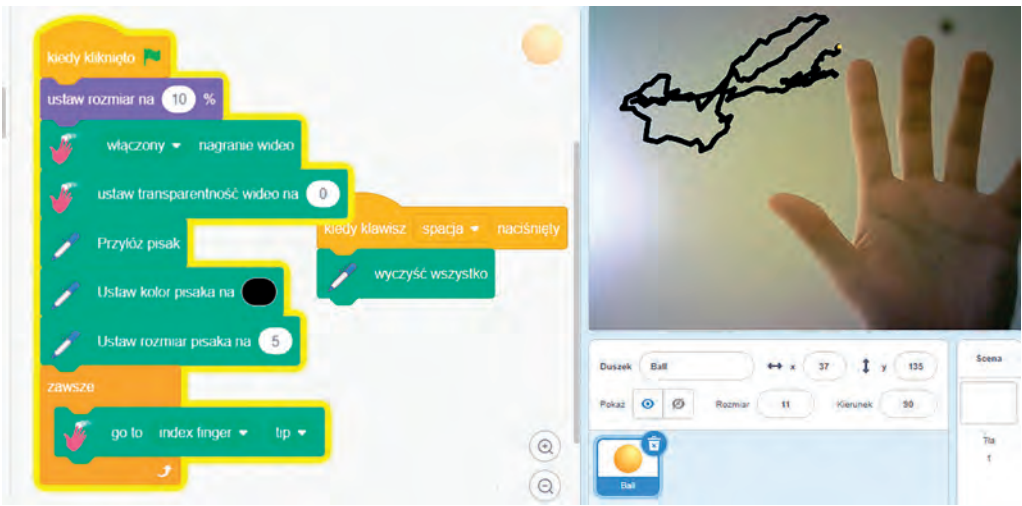 kiedy kliknięto
ustaw rozmiar na 10 %
włączony nagranie wideo
ustaw transparentność wideo na 0
Przyłóż pisak
Ustaw kolor pisaka na
Ustaw rozmiar pisaka na 5
zawsze
go to index finger tip
kiedy klawisz spacja naciśnięty
wyczyść wszystko
Duszek Ball x 37 y 135
Pokaż Rozmiar 11 Kierunek 90
Ball
Scena
Tła
1